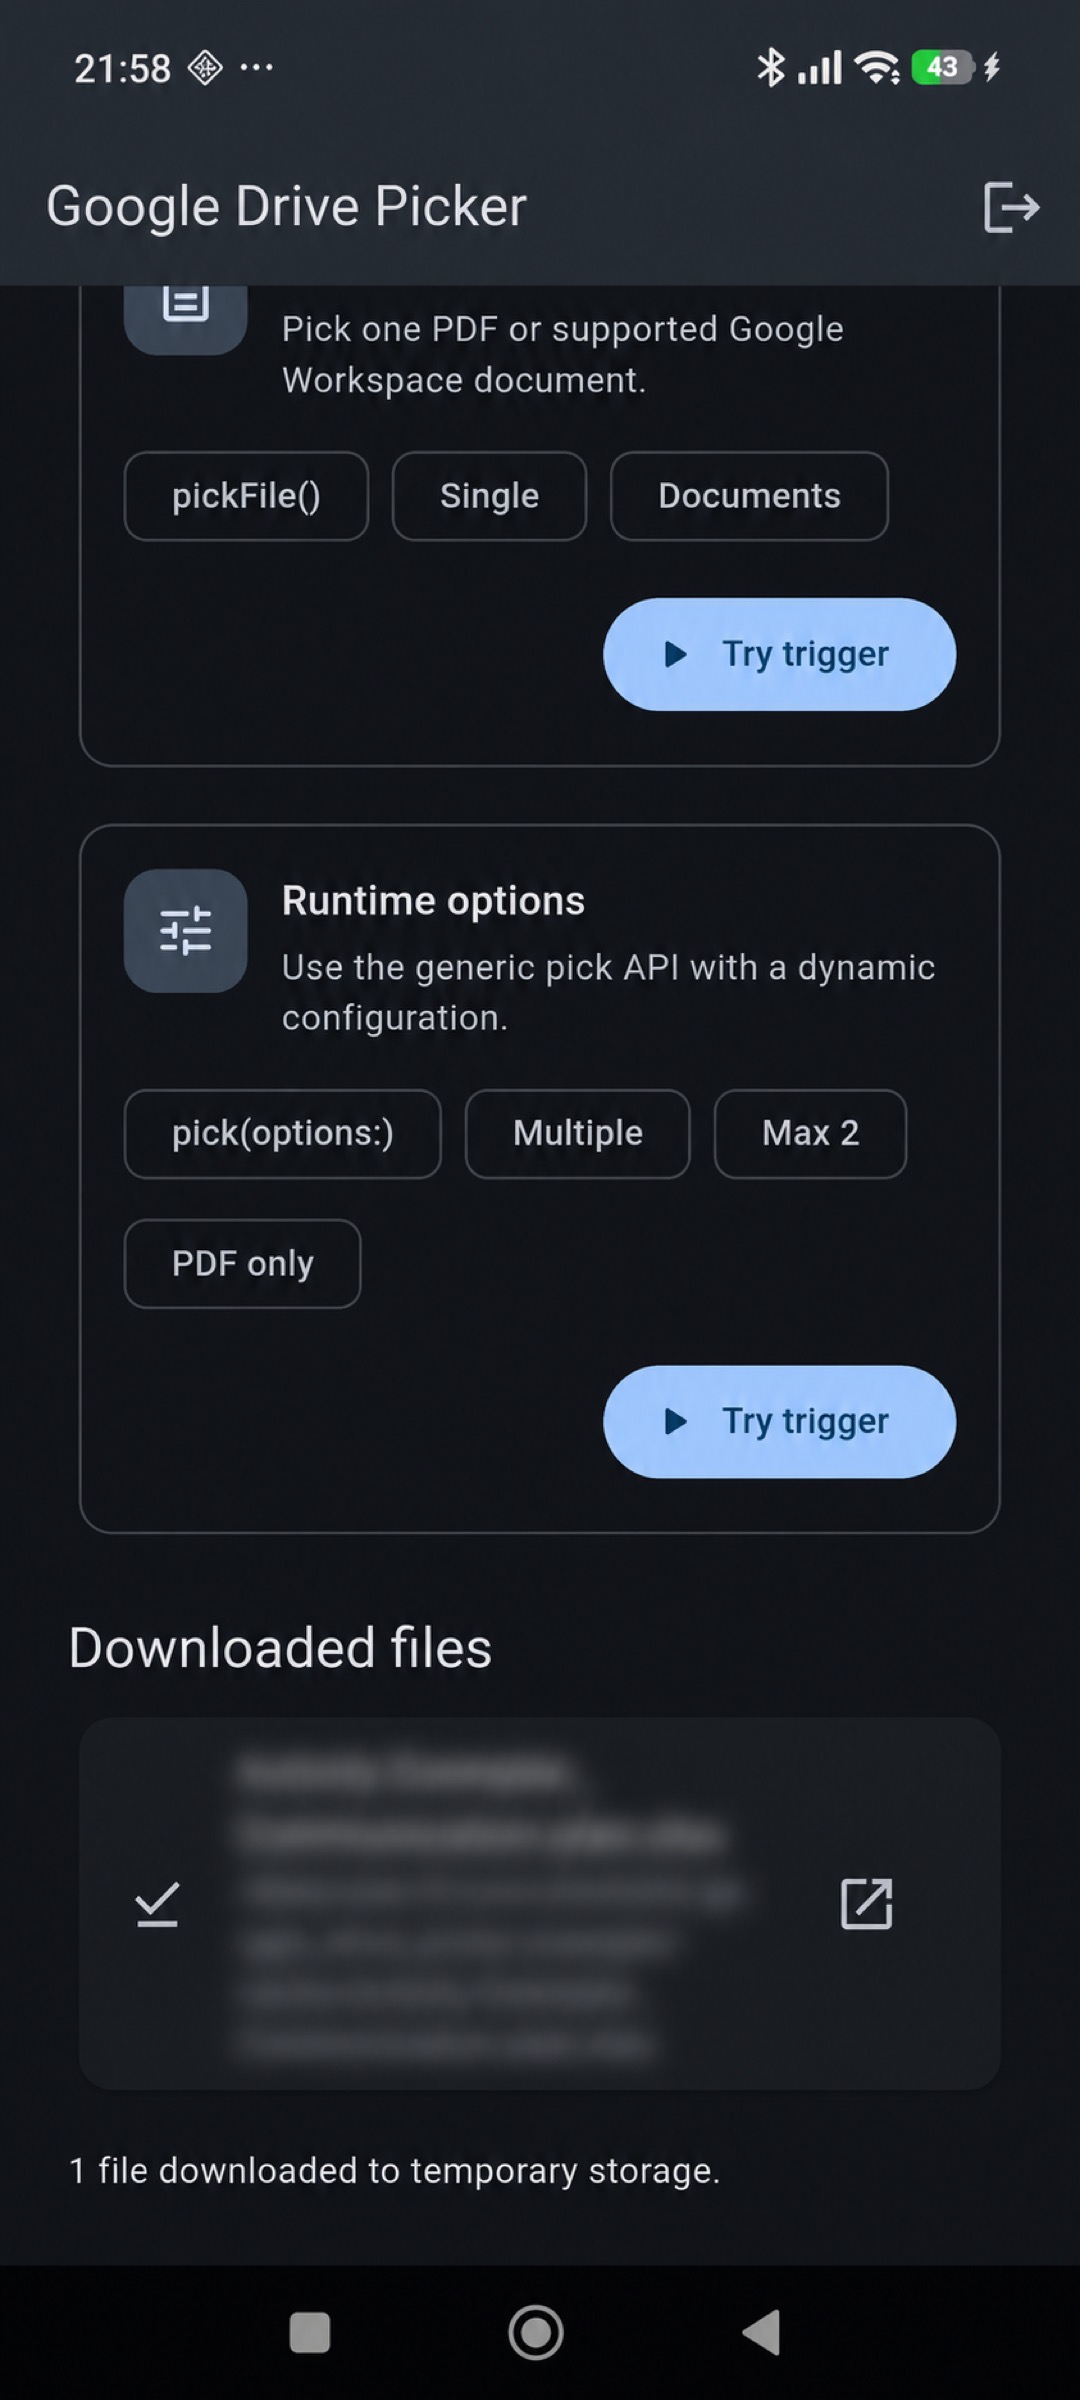 21:58
43
Google Drive Picker
Pick one PDF or supported Google
Workspace document.
pickFile()
Single
Documents
Try trigger
Runtime options
Use the generic pick API with a dynamic
configuration.
pick(options:)
Multiple
Max 2
PDF only
Try trigger
Downloaded files
1 file downloaded to temporary storage.